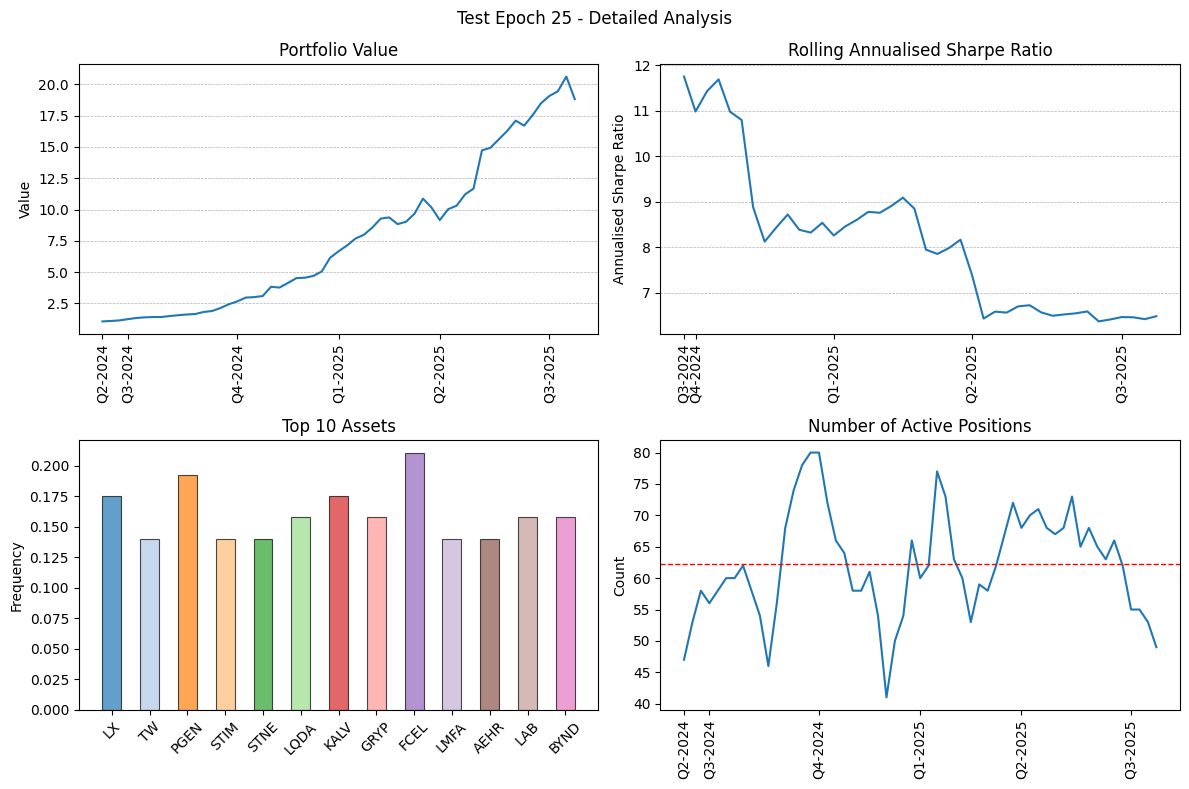 Test Epoch 25 - Detailed Analysis
Portfolio Value
Value
20.0
17.5
15.0
12.5
10.0
7.5
5.0
2.5
Q2-2024
Q3-2024
Q4-2024
Q1-2025
Q2-2025
Q3-2025
Rolling Annualised Sharpe Ratio
Annualised Sharpe Ratio
12
11
10
9
8
7
Q3-2024
Q4-2024
Q1-2025
Q2-2025
Q3-2025
Top 10 Assets
Frequency
0.200
0.175
0.150
0.125
0.100
0.075
0.050
0.025
0.000
LX
TW
PGEN
STIM
STNE
LQDA
KALV
GRYP
FCEL
LMFA
AEHR
LAB
BYND
Number of Active Positions
Count
80
75
70
65
60
55
50
45
40
Q2-2024
Q3-2024
Q4-2024
Q1-2025
Q2-2025
Q3-2025